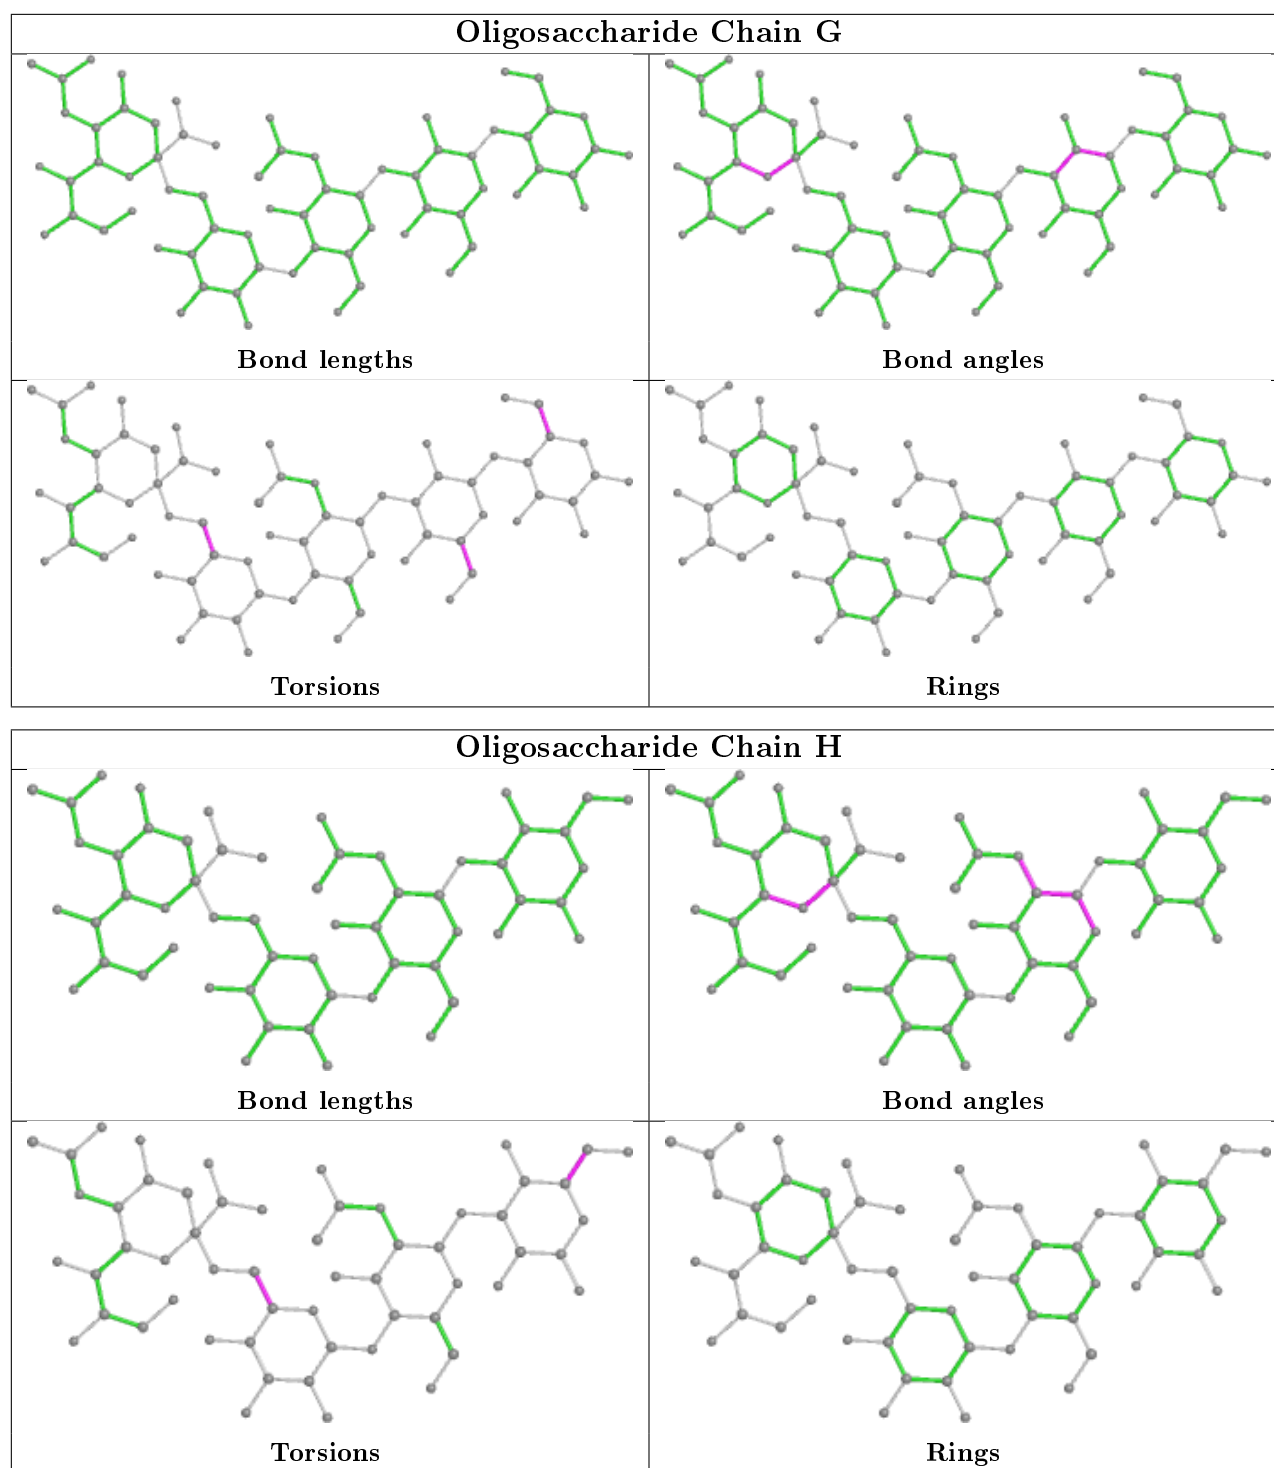 Oligosaccharide Chain G
Bond lengths
Bond angles
Torsions
Rings
Oligosaccharide Chain H
Bond lengths
Bond angles
Torsions
Rings